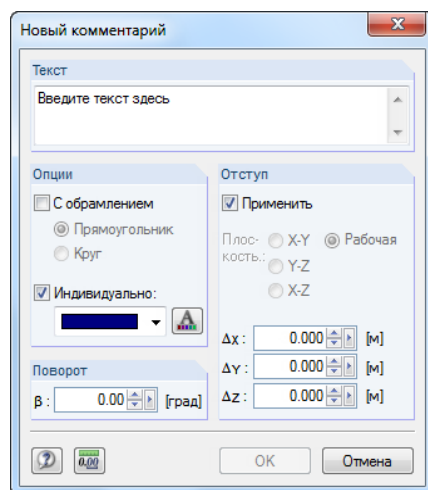 Новый комментарий
Текст
Введите текст здесь
Опции
С обрамлением
Прямоугольник
Круг
Индивидуально:
Поворот
β : 0.00 [град]
Отступ
Применить
Плос- X-Y Рабочая
кость.: Y-Z
X-Z
Δx : 0.000 [м]
ΔY : 0.000 [м]
Δz : 0.000 [м]
0.00
OK Отмена